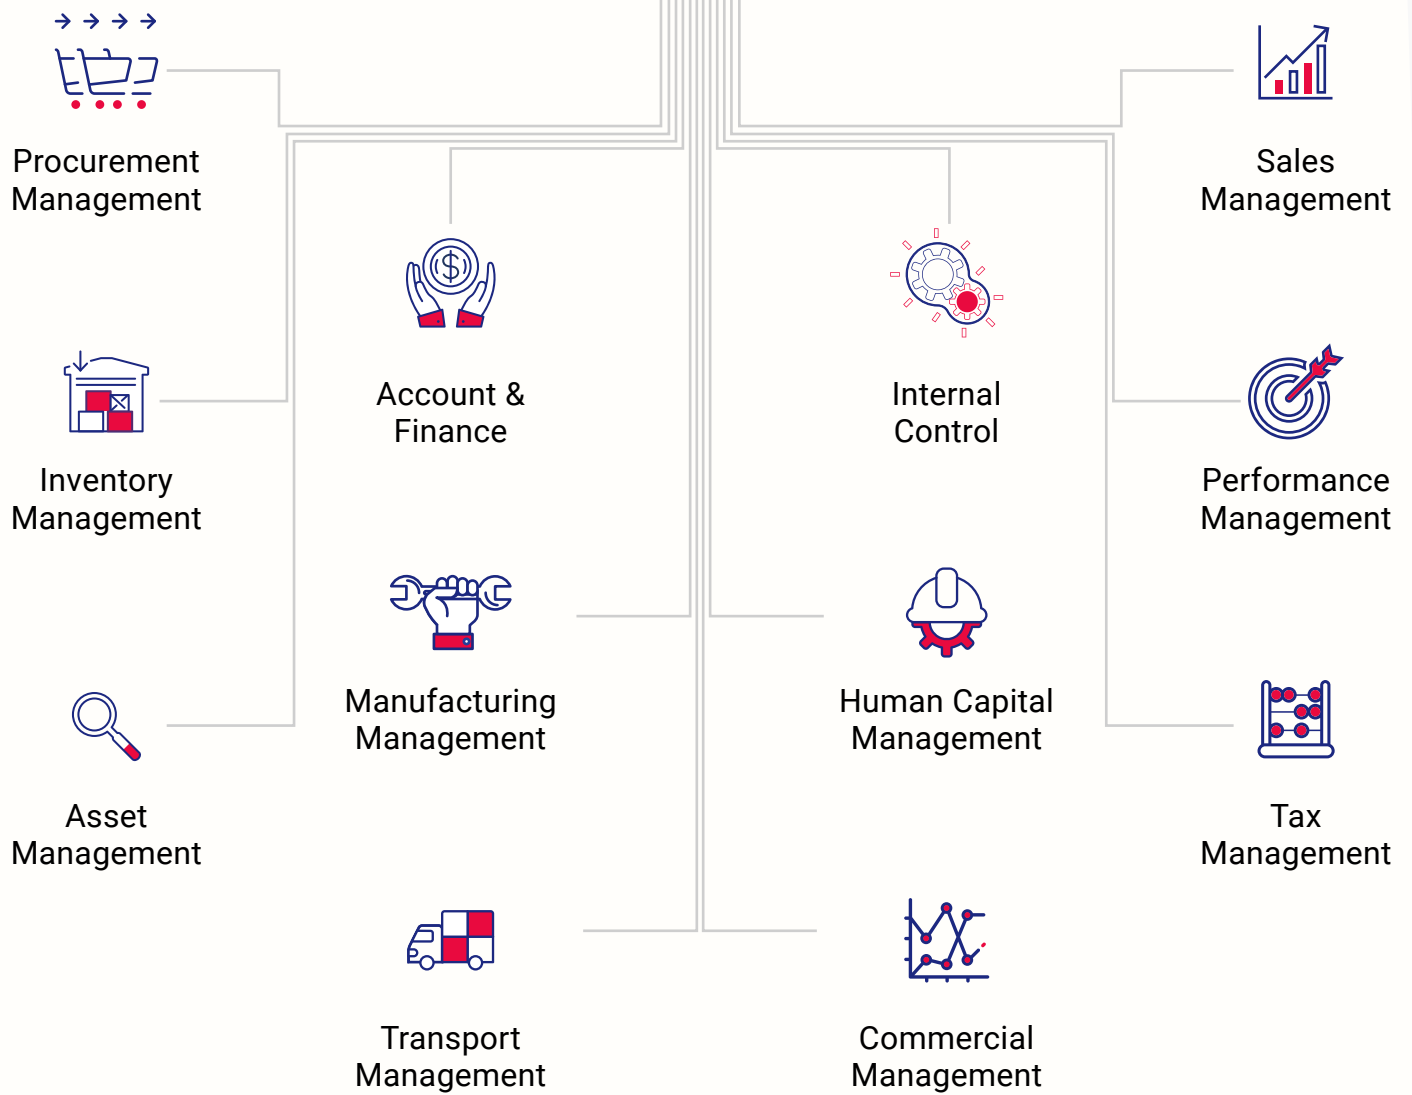 Procurement
Management
Sales
Management
Account &
Finance
Internal
Control
Inventory
Management
Performance
Management
Manufacturing
Management
Human Capital
Management
Asset
Management
Tax
Management
Transport
Management
Commercial
Management